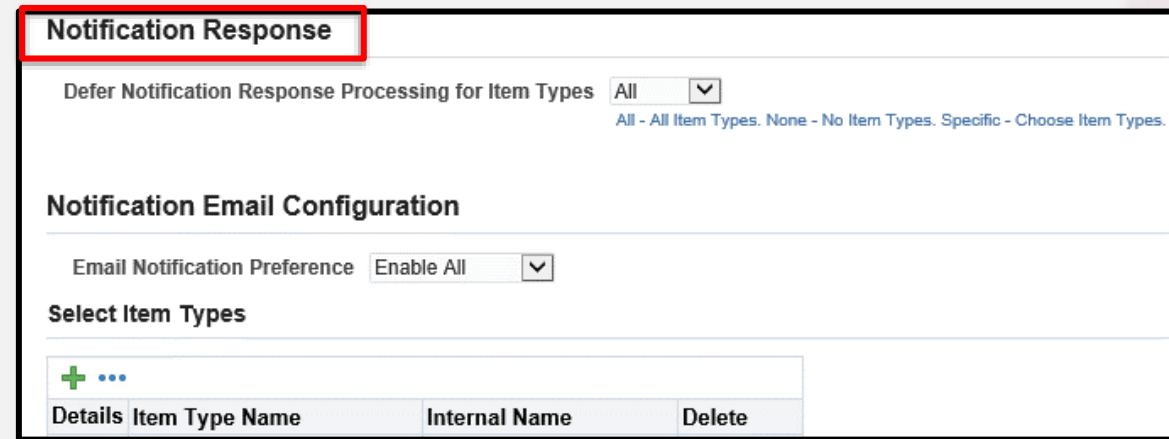 Notification Response
Defer Notification Response Processing for Item Types All
All - All Item Types. None - No Item Types. Specific - Choose Item Types.
Notification Email Configuration
Email Notification Preference Enable All
Select Item Types
Details Item Type Name Internal Name Delete